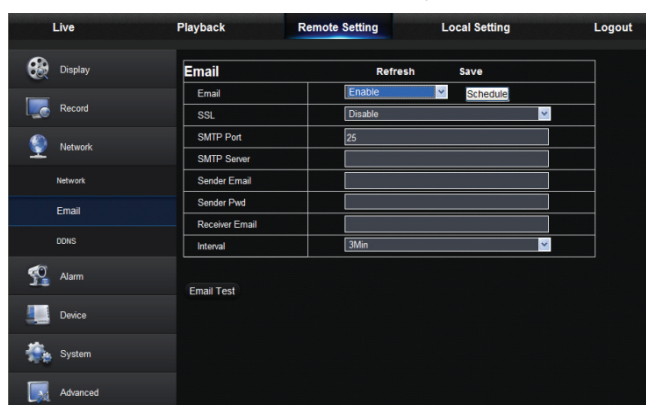 Live Playback Remote Setting Local Setting Logout
Display
Record
Network
Network
Email
DDNS
Alarm
Device
System
Advanced
Email Refresh Save
Email Enable Schedule
SSL Disable
SMTP Port 25
SMTP Server
Sender Email
Sender Pwd
Receiver Email
Interval 3Min
Email Test